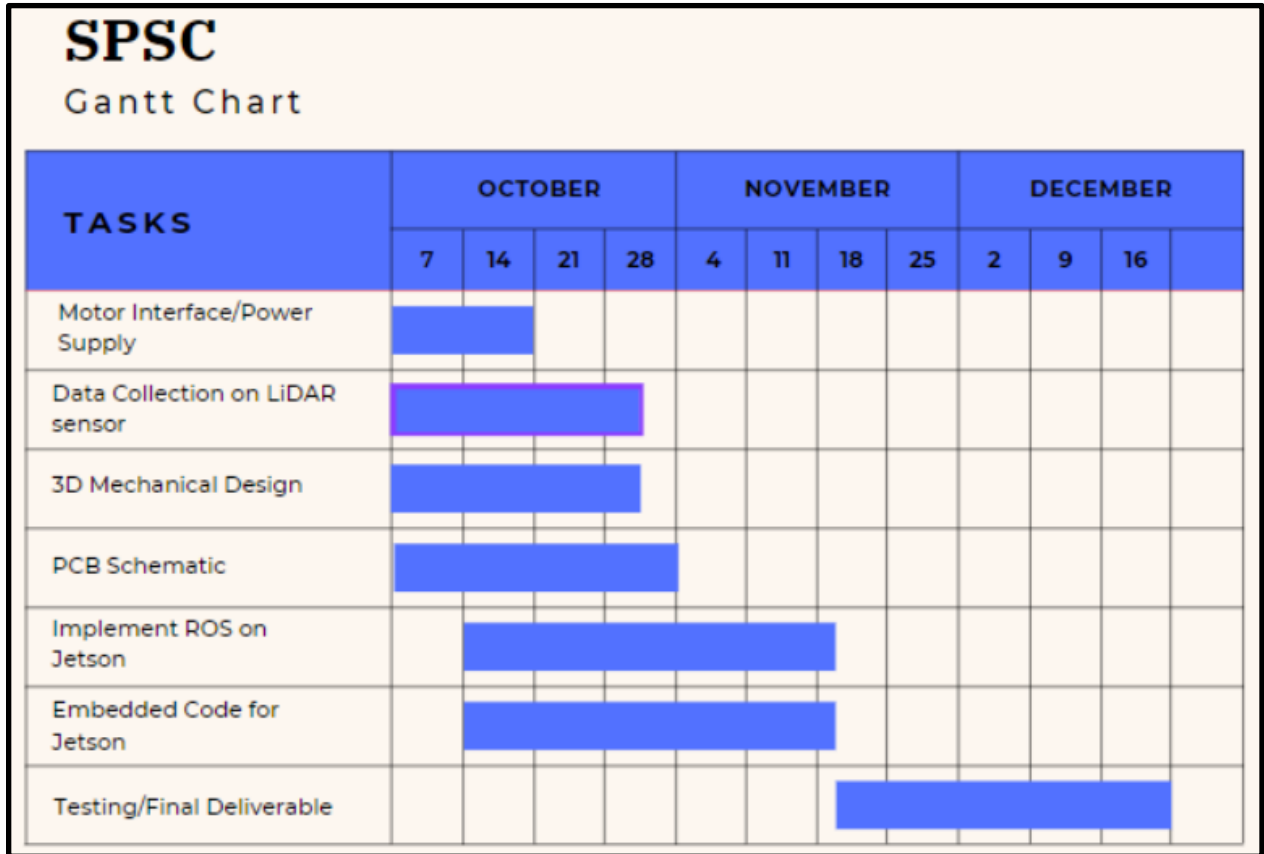 SPSC
Gantt Chart
TASKS
OCTOBER NOVEMBER DECEMBER
7 14 21 28 4 11 18 25 2 9 16
Motor Interface/Power
Supply
Data Collection on LiDAR
sensor
3D Mechanical Design
PCB Schematic
Implement ROS on
Jetson
Embedded Code for
Jetson
Testing/Final Deliverable